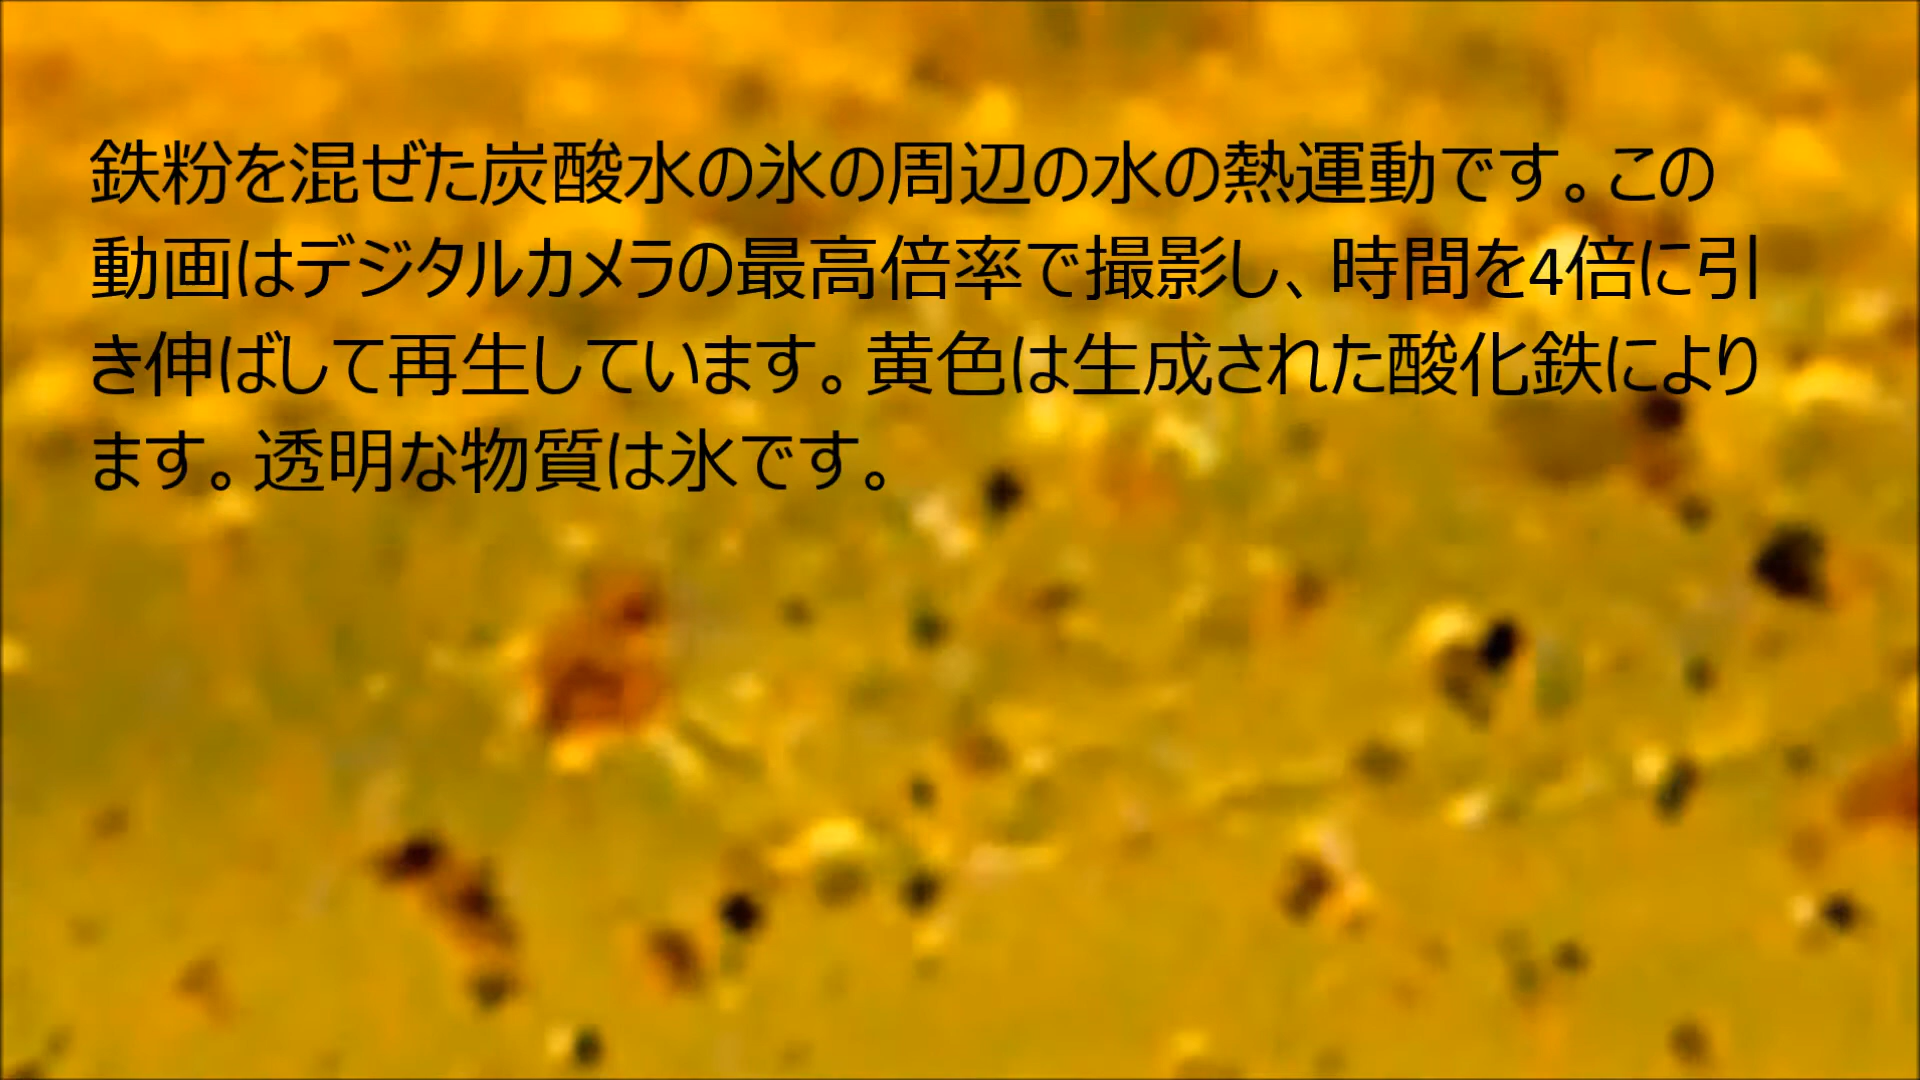 鉄粉を混ぜた炭酸水の氷の周辺の水の熱運動です。この
動画はデジタルカメラの最高倍率で撮影し、時間を4倍に引
き伸ばして再生しています。黄色は生成された酸化鉄により
ます。透明な物質は氷です。